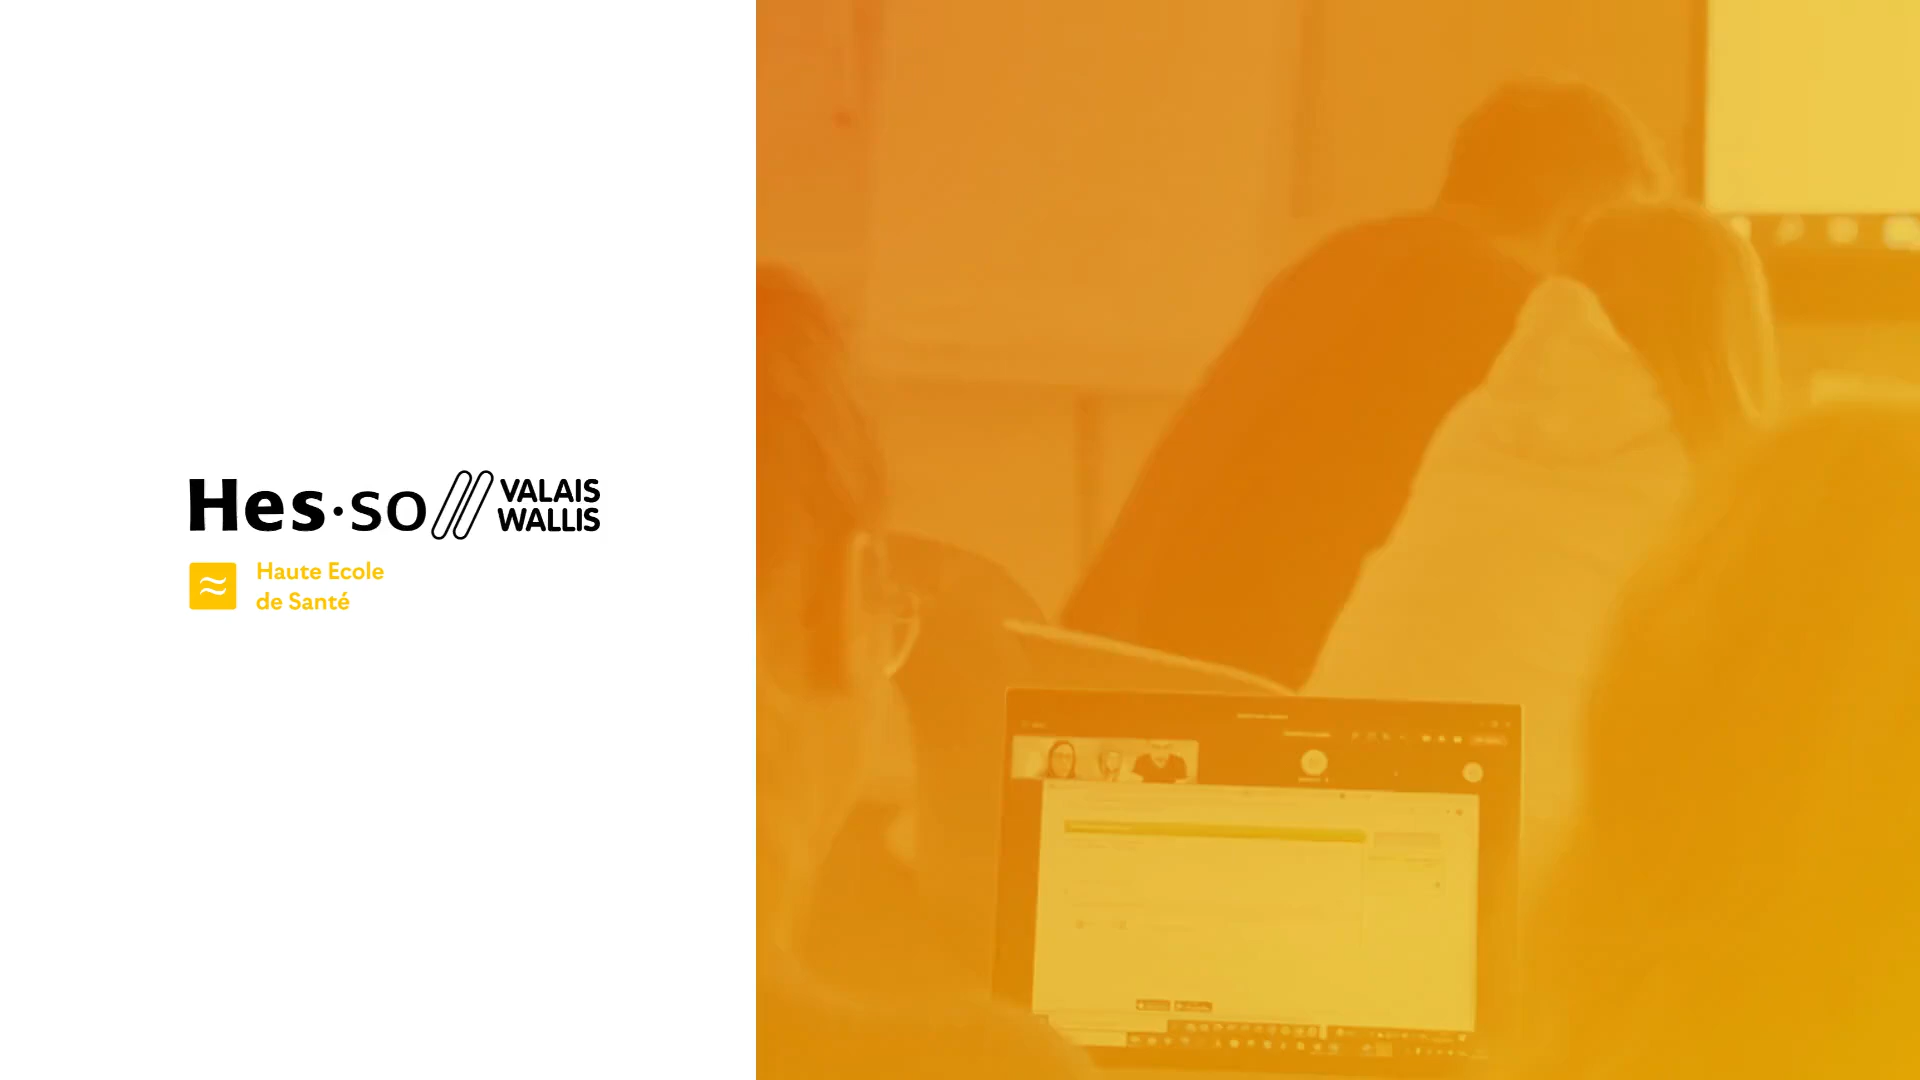 Hes·so
VALAIS
WALLIS
Haute Ecole
de Santé